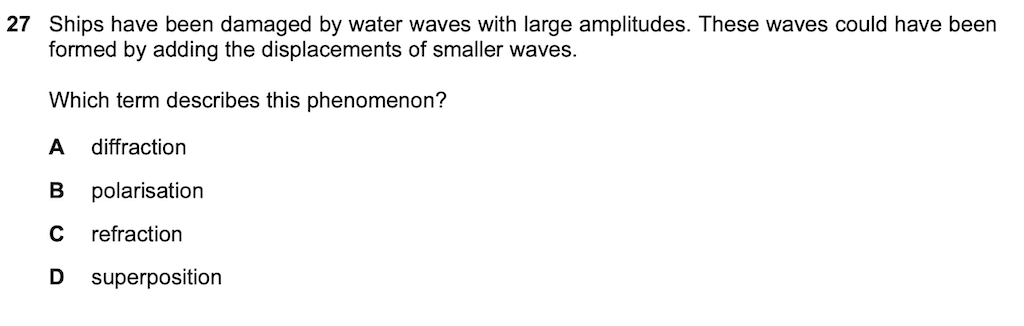 27 Ships have been damaged by water waves with large amplitudes. These waves could have been
formed by adding the displacements of smaller waves.
Which term describes this phenomenon?
A diffraction
B polarisation
C refraction
D superposition